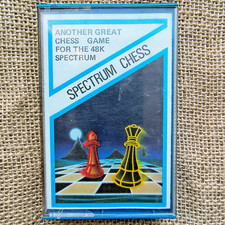 ANOTHER GREAT
CHESS GAME
FOR THE 48K
SPECTRUM
SPECTRUM CHESS